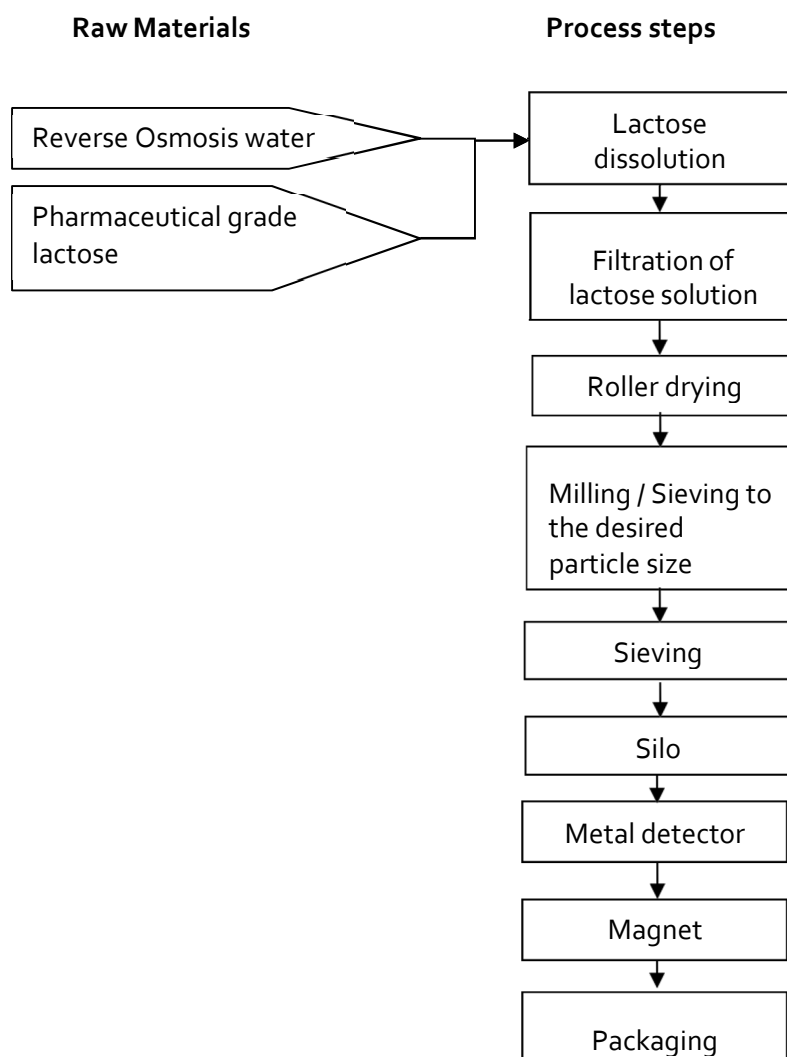 Raw Materials
Process steps
Reverse Osmosis water
Pharmaceutical grade
lactose
Lactose
dissolution
Filtration of
lactose solution
Roller drying
Milling / Sieving to
the desired
particle size
Sieving
Silo
Metal detector
Magnet
Packaging